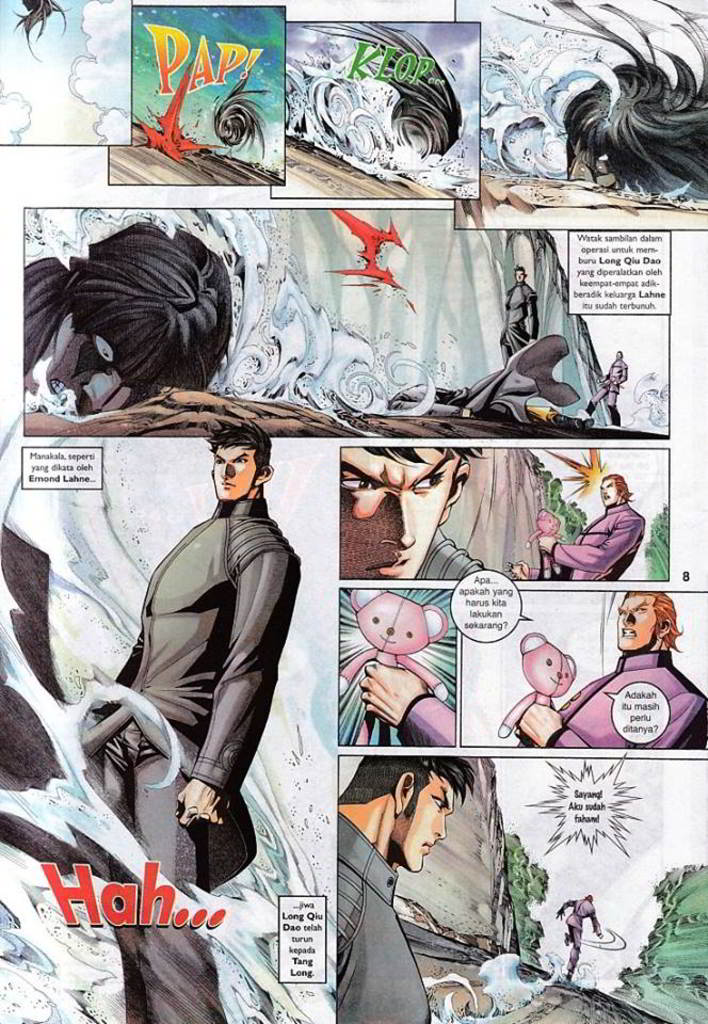 PAP!
KLOP...
Watak sambilan dalam
operasi untuk mem-
buru Long Qiu Dao
yang diperalatkan oleh
keempat-empat adik-
beradik keluarga Lahne
itu sudah terbunuh.
Manakala, seperti
yang dikata oleh
Ernond Lahne...
8
Apa...
apakah yang
harus kita
lakukan
sekarang?
Adakah
itu masih
perlu
ditanya?
Sayang!
Aku sudah
faham!
Hah...
...jiwa
Long Qiu
Dao telah
turun
kepada
Tang
Long.